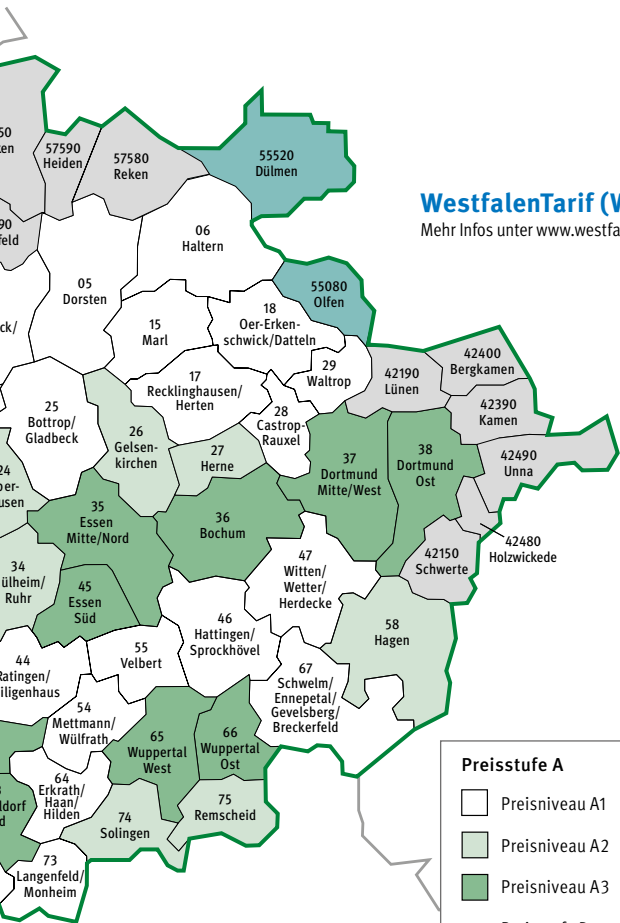 57590
Heiden
57580
Reken
55520
Dülmen
WestfalenTarif (
Mehr Infos unter www.westfa
06
Haltern
05
Dorsten
55080
Olfen
15
Marl
18
Oer-Erken-
schwick/Datteln
29
Waltrop
42190
Lünen
42400
Bergkamen
17
Recklinghausen/
Herten
42390
Kamen
25
Bottrop/
Gladbeck
28
Castrop-
Rauxel
26
Gelsen-
kirchen
27
Herne
37
Dortmund
Mitte/West
38
Dortmund
Ost
42490
Unna
35
Essen
Mitte/Nord
36
Bochum
42480
Holzwickede
42150
Schwerte
34
ülheim/
Ruhr
47
Witten/
Wetter/
Herdecke
45
Essen
Süd
46
Hattingen/
Sprockhövel
58
Hagen
44
Ratingen/
iligenhaus
55
Velbert
67
Schwelm/
Ennepetal/
Gevelsberg/
Breckerfeld
54
Mettmann/
Wülfrath
65
Wuppertal
West
66
Wuppertal
Ost
64
Erkrath/
Haan/
Hilden
74
Solingen
75
Remscheid
73
Langenfeld/
Monheim
Preisstufe A
Preisniveau A1
Preisniveau A2
Preisniveau A3